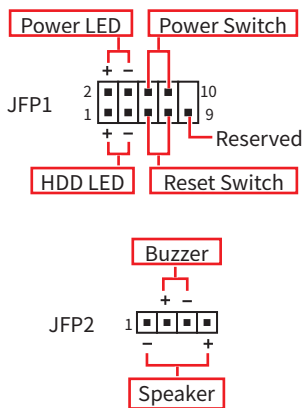 Power LED Power Switch
+ −
2 10
JFP1
1 9
+ − Reserved
HDD LED Reset Switch
Buzzer
+ −
JFP2 1
− +
Speaker